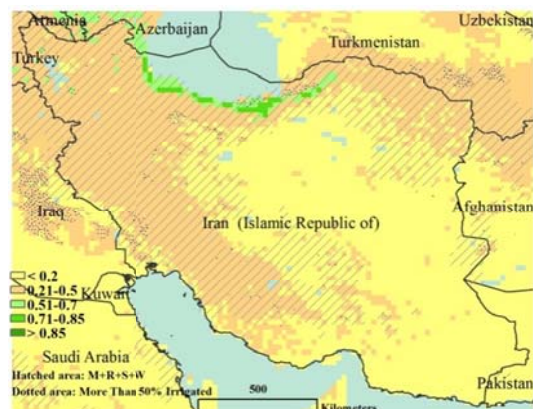 Armenia
Azerbaijan
Uzbekistan
Turkmenistan
Turkey
Iraq
Iran (Islamic Republic of)
Afghanistan
< 0.2
0.21-0.5
0.51-0.7
0.71-0.85
> 0.85
Kuwait
Saudi Arabia
Hatched area: M+R+S+W
Dotted area: More Than 50% Irrigated
500
Kilometers
Pakistan